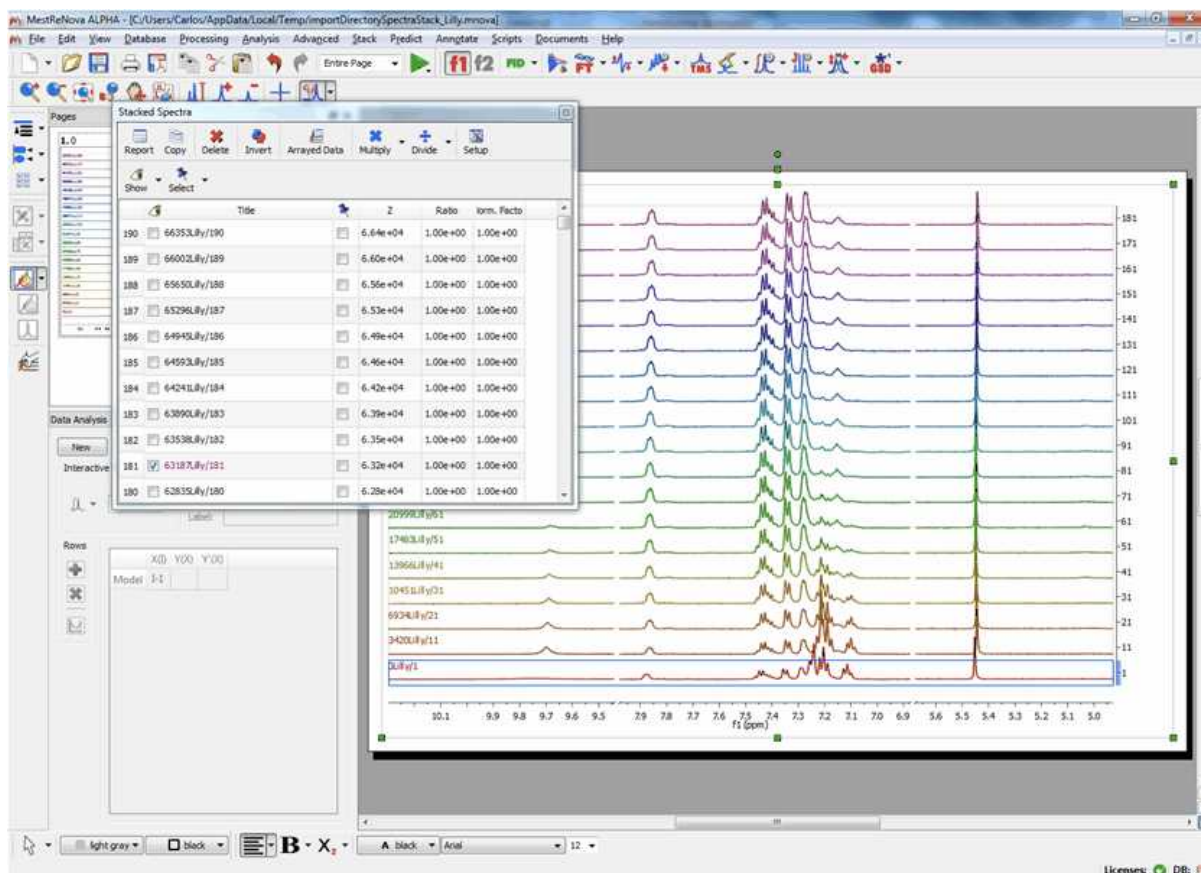 MestReNova ALPHA - [C:/Users/Carlos/AppData/Local/Temp/importDirectorySpectraStack_Lilly.mnova]
File Edit View Database Processing Analysis Advanced Stack Predict Annotate Scripts Documents Help
Entire Page f1 f2 FID FT TMS GSD
Pages
1.0
Stacked Spectra
Report Copy Delete Invert Arrayed Data Multiply Divide Setup
Show Select
Title Z Ratio Iorm. Facto
190 66353Lilly/190 6.64e+04 1.00e+00 1.00e+00
189 66002Lilly/189 6.60e+04 1.00e+00 1.00e+00
188 65650Lilly/188 6.56e+04 1.00e+00 1.00e+00
187 65296Lilly/187 6.53e+04 1.00e+00 1.00e+00
186 64945Lilly/186 6.49e+04 1.00e+00 1.00e+00
185 64593Lilly/185 6.46e+04 1.00e+00 1.00e+00
184 64241Lilly/184 6.42e+04 1.00e+00 1.00e+00
183 63890Lilly/183 6.39e+04 1.00e+00 1.00e+00
182 63538Lilly/182 6.35e+04 1.00e+00 1.00e+00
181 63187Lilly/181 6.32e+04 1.00e+00 1.00e+00
180 62835Lilly/180 6.28e+04 1.00e+00 1.00e+00
Data Analysis
New
Interactive
Label:
Rows
X(I) Y(X) Y'(X)
Model 1-1
181
171
161
151
141
131
121
111
101
91
81
71
20999Lilly/61 61
17483Lilly/51 51
13966Lilly/41 41
10451Lilly/31 31
6934Lilly/21 21
3420Lilly/11 11
0Lilly/1 1
10.1 9.9 9.8 9.7 9.6 9.5 7.9 7.8 7.7 7.6 7.5 7.4 7.3 7.2 7.1 7.0 6.9 5.6 5.5 5.4 5.3 5.2 5.1 5.0
f1 (ppm)
light gray black B X2 A black Arial 12
Licenses: DB: